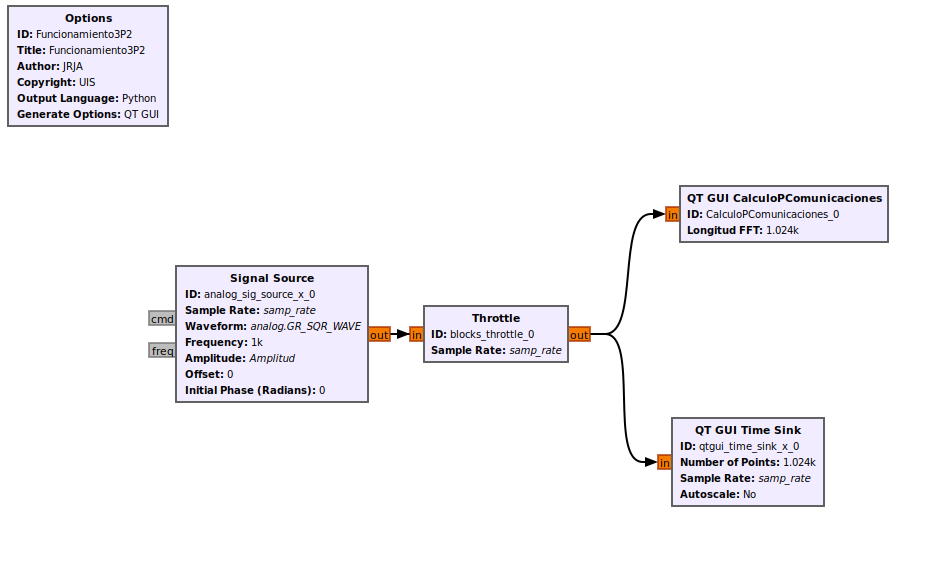 Options
ID: Funcionamiento3P2
Title: Funcionamiento3P2
Author: JRJA
Copyright: UIS
Output Language: Python
Generate Options: QT GUI
cmd
freq
Signal Source
ID: analog_sig_source_x_0
Sample Rate: samp_rate
Waveform: analog.GR_SQR_WAVE
Frequency: 1k
Amplitude: Amplitud
Offset: 0
Initial Phase (Radians): 0
out
in
Throttle
ID: blocks_throttle_0
Sample Rate: samp_rate
out
in
QT GUI CalculoPComunicaciones
ID: CalculoPComunicaciones_0
Longitud FFT: 1.024k
in
QT GUI Time Sink
ID: qtgui_time_sink_x_0
Number of Points: 1.024k
Sample Rate: samp_rate
Autoscale: No